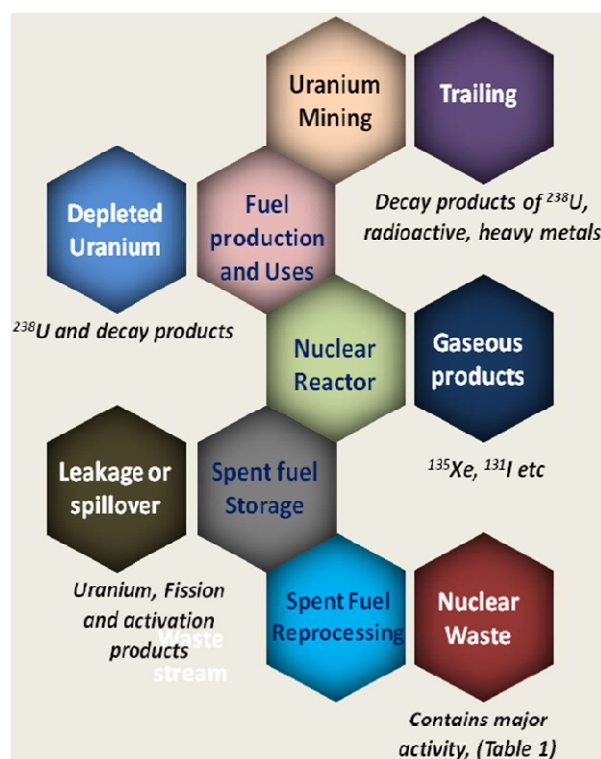 Uranium
Mining
Trailing
Decay products of ²³⁸U,
radioactive, heavy metals
Depleted
Uranium
Fuel
production
and Uses
²³⁸U and decay products
Nuclear
Reactor
Gaseous
products
¹³⁵Xe, ¹³¹I etc
Leakage or
spillover
Spent fuel
Storage
Uranium, Fission
and activation
products
Waste
stream
Spent Fuel
Reprocessing
Nuclear
Waste
Contains major
activity, (Table 1)